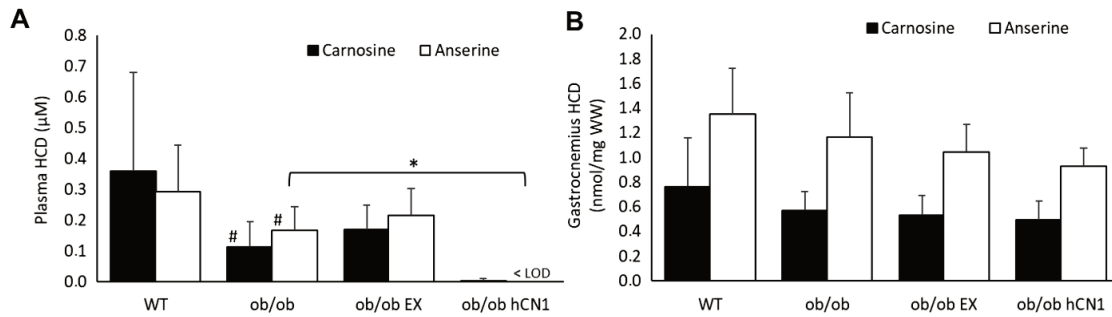 A
Plasma HCD (µM)
0.8
0.7
0.6
0.5
0.4
0.3
0.2
0.1
0.0
Carnosine
Anserine
#
#
*
< LOD
WT
ob/ob
ob/ob EX
ob/ob hCN1
B
Gastrocnemius HCD
(nmol/mg WW)
2.0
1.8
1.6
1.4
1.2
1.0
0.8
0.6
0.4
0.2
0.0
Carnosine
Anserine
WT
ob/ob
ob/ob EX
ob/ob hCN1